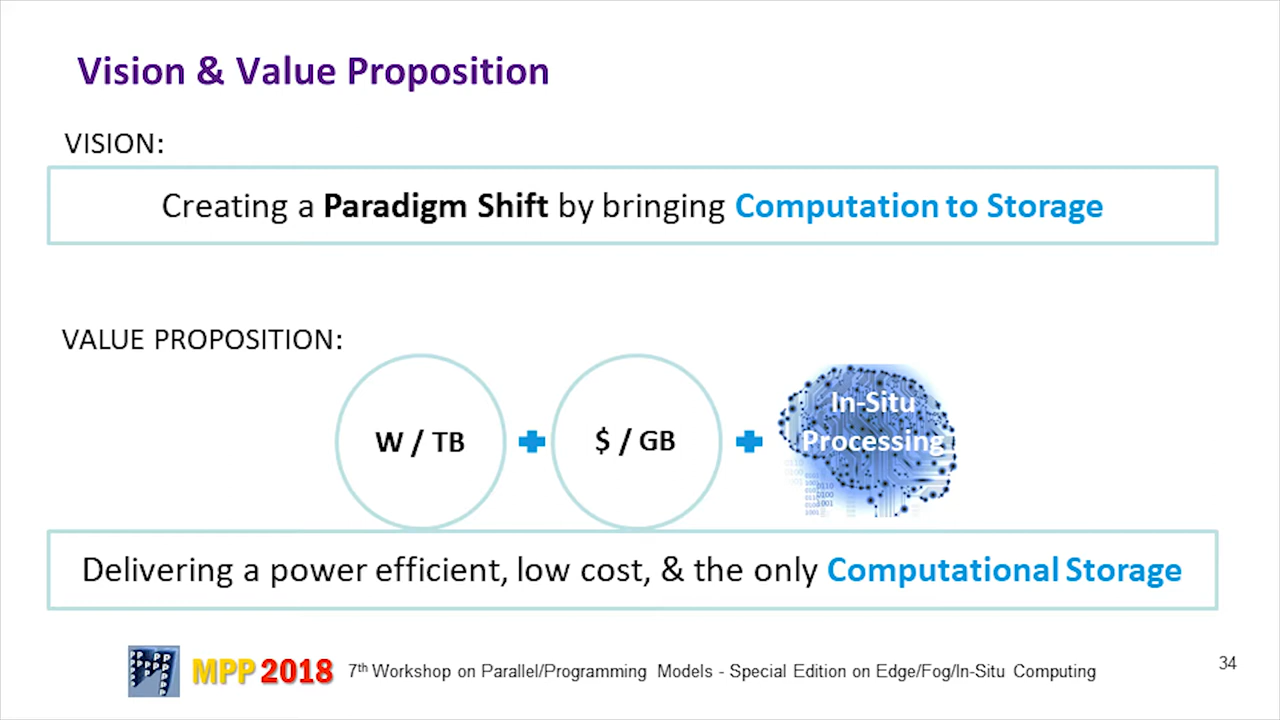 Vision & Value Proposition
VISION:
Creating a Paradigm Shift by bringing Computation to Storage
VALUE PROPOSITION:
W / TB
$ / GB
In-Situ
Processing
Delivering a power efficient, low cost, & the only Computational Storage
MPP 2018
7th Workshop on Parallel/Programming Models - Special Edition on Edge/Fog/In-Situ Computing
34